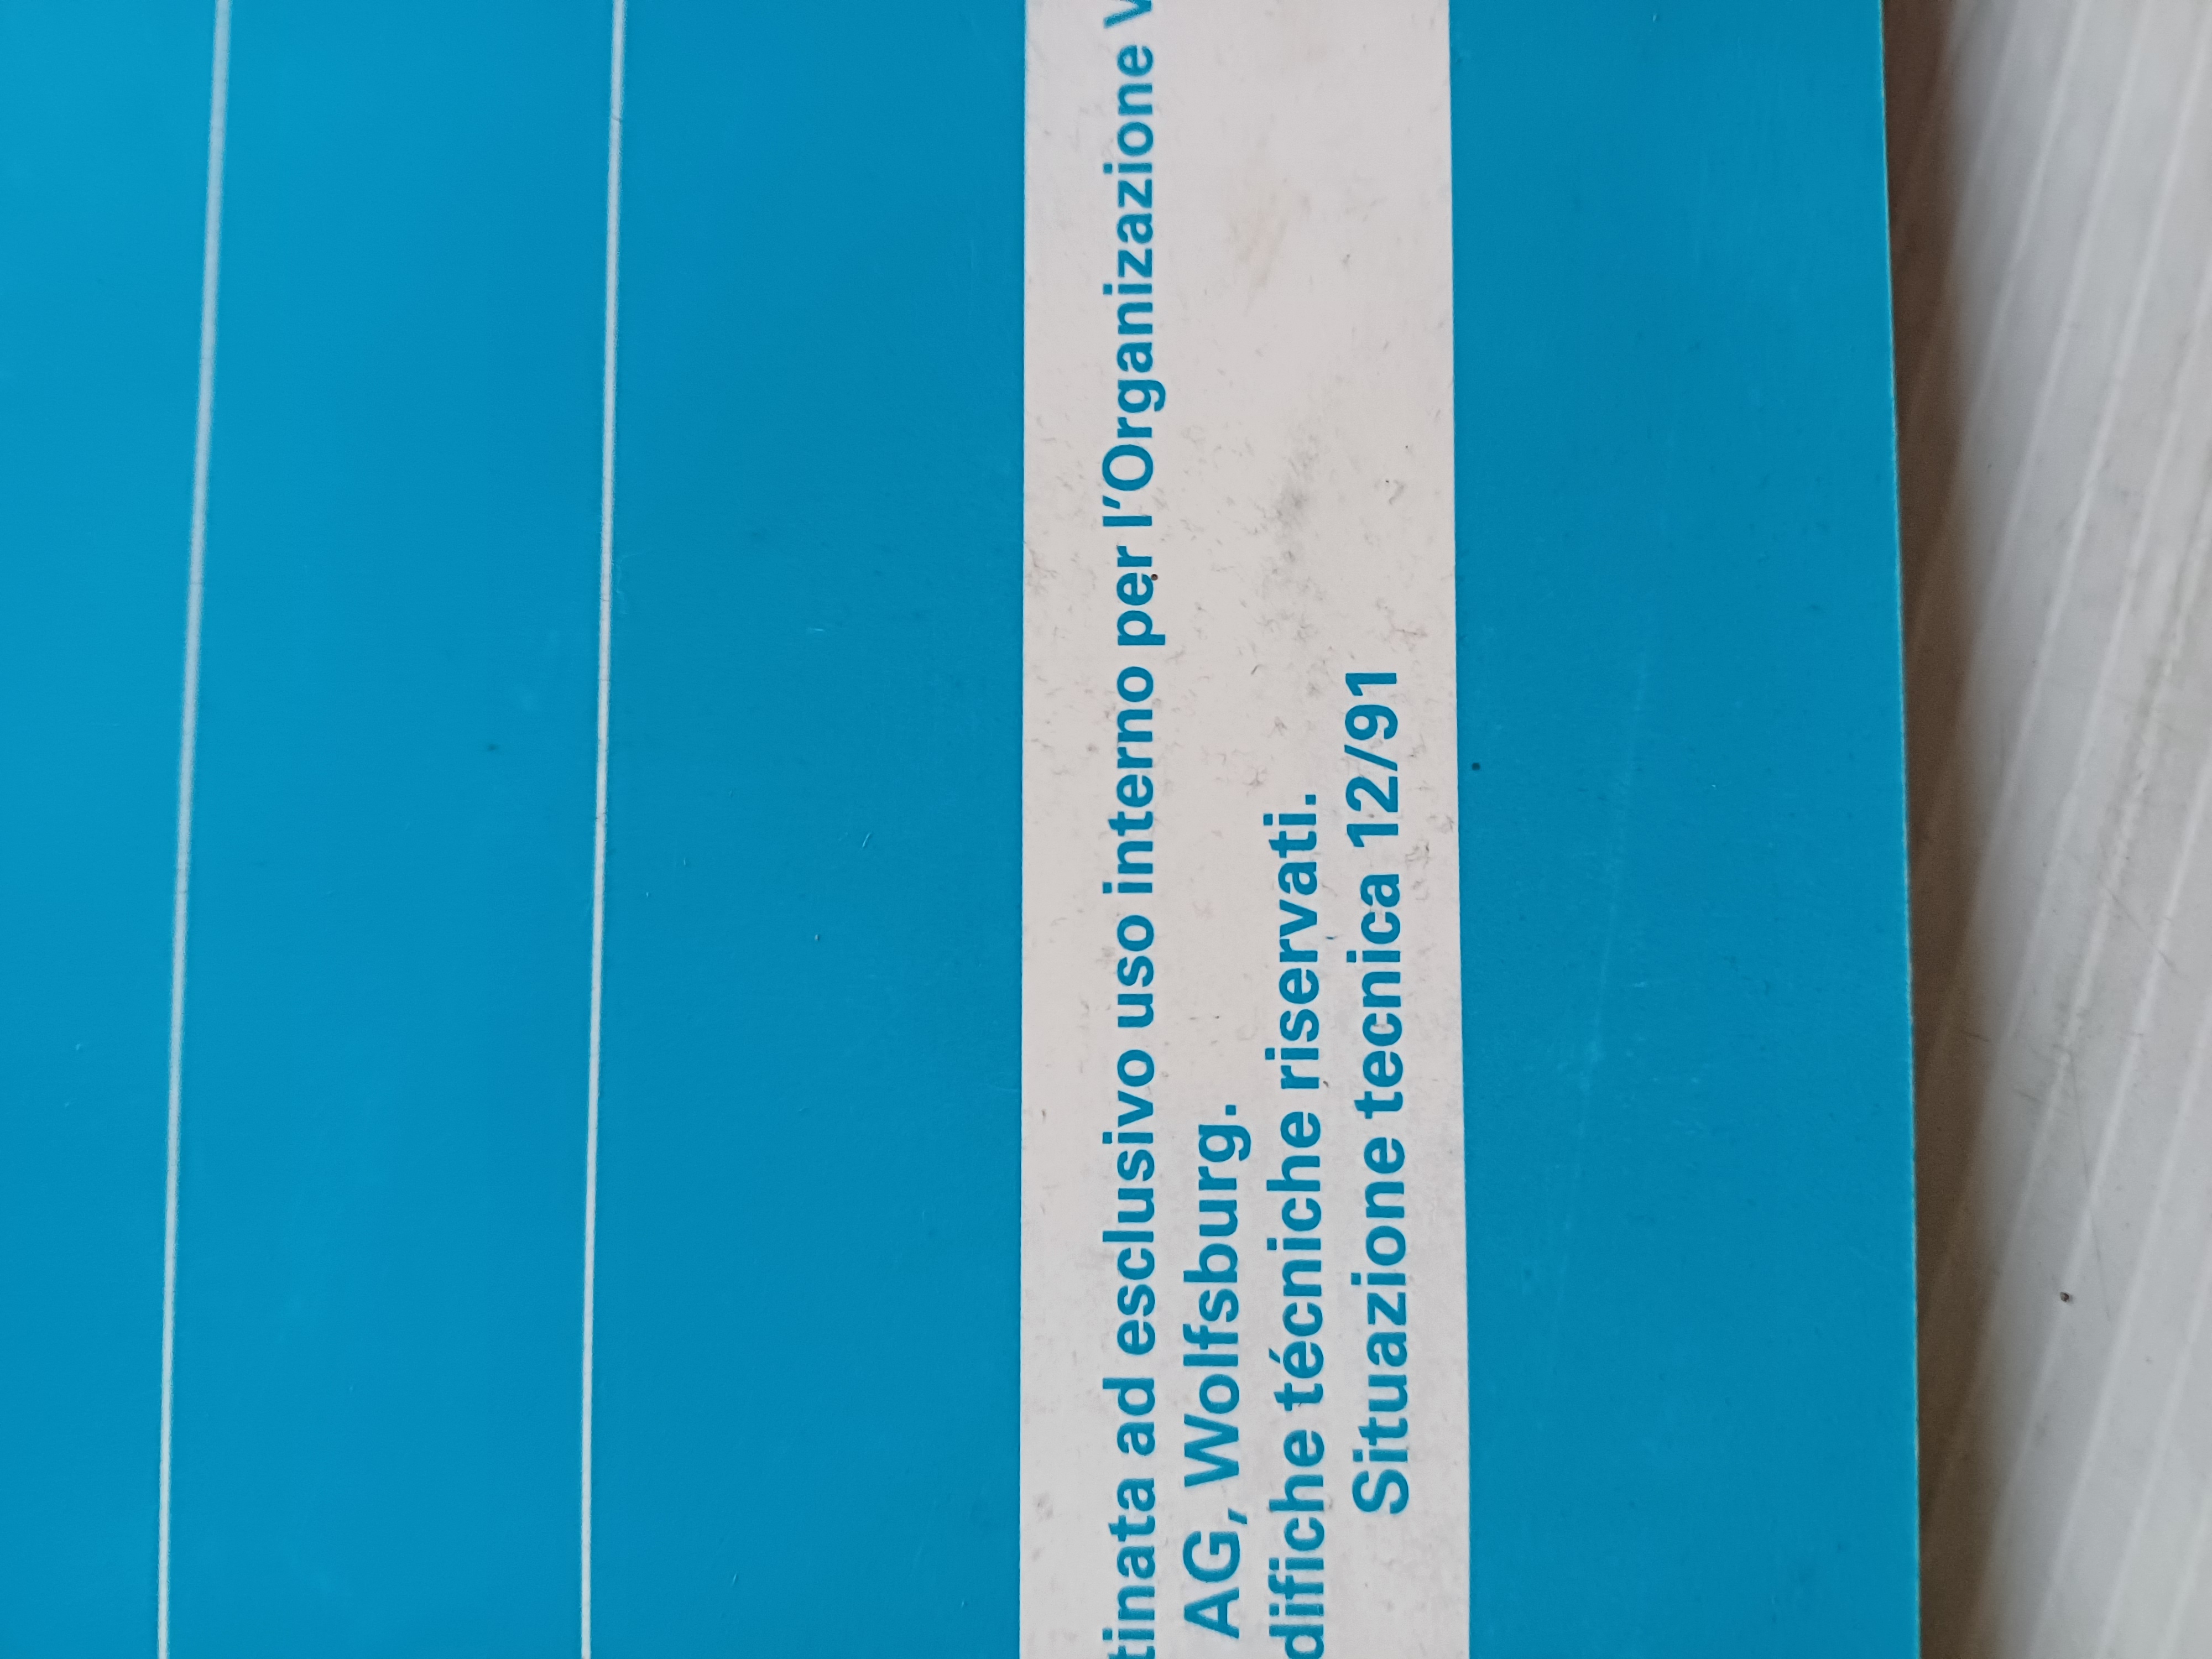 tinata ad esclusivo uso interno per l'Organizzazione V
AG, Wolfsburg.
difiche técniche riservati.
Situazione tecnica 12/91